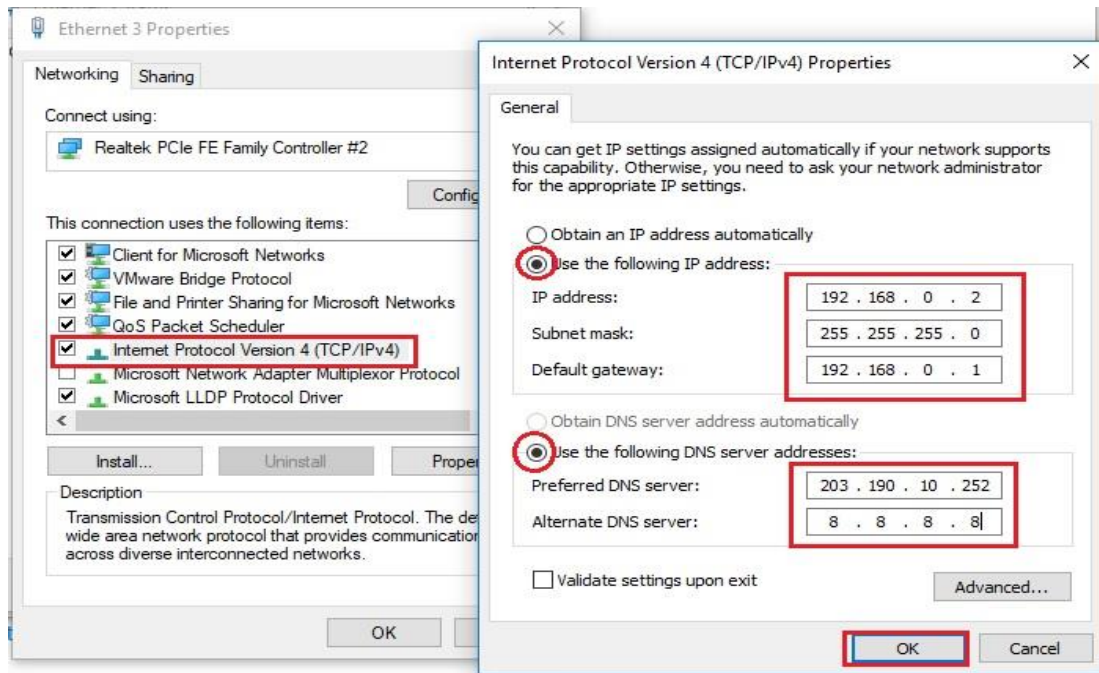 Ethernet 3 Properties
Networking
Sharing
Connect using:
Realtek PCIe FE Family Controller #2
Config
This connection uses the following items:
Client for Microsoft Networks
VMware Bridge Protocol
File and Printer Sharing for Microsoft Networks
QoS Packet Scheduler
Internet Protocol Version 4 (TCP/IPv4)
Microsoft Network Adapter Multiplexor Protocol
Microsoft LLDP Protocol Driver
Install...
Uninstall
Proper
Description
Transmission Control Protocol/Internet Protocol. The de
wide area network protocol that provides communication
across diverse interconnected networks.
OK
Internet Protocol Version 4 (TCP/IPv4) Properties
General
You can get IP settings assigned automatically if your network supports
this capability. Otherwise, you need to ask your network administrator
for the appropriate IP settings.
Obtain an IP address automatically
Use the following IP address:
IP address: 192 . 168 . 0 . 2
Subnet mask: 255 . 255 . 255 . 0
Default gateway: 192 . 168 . 0 . 1
Obtain DNS server address automatically
Use the following DNS server addresses:
Preferred DNS server: 203 . 190 . 10 . 252
Alternate DNS server: 8 . 8 . 8 . 8
Validate settings upon exit
Advanced...
OK
Cancel